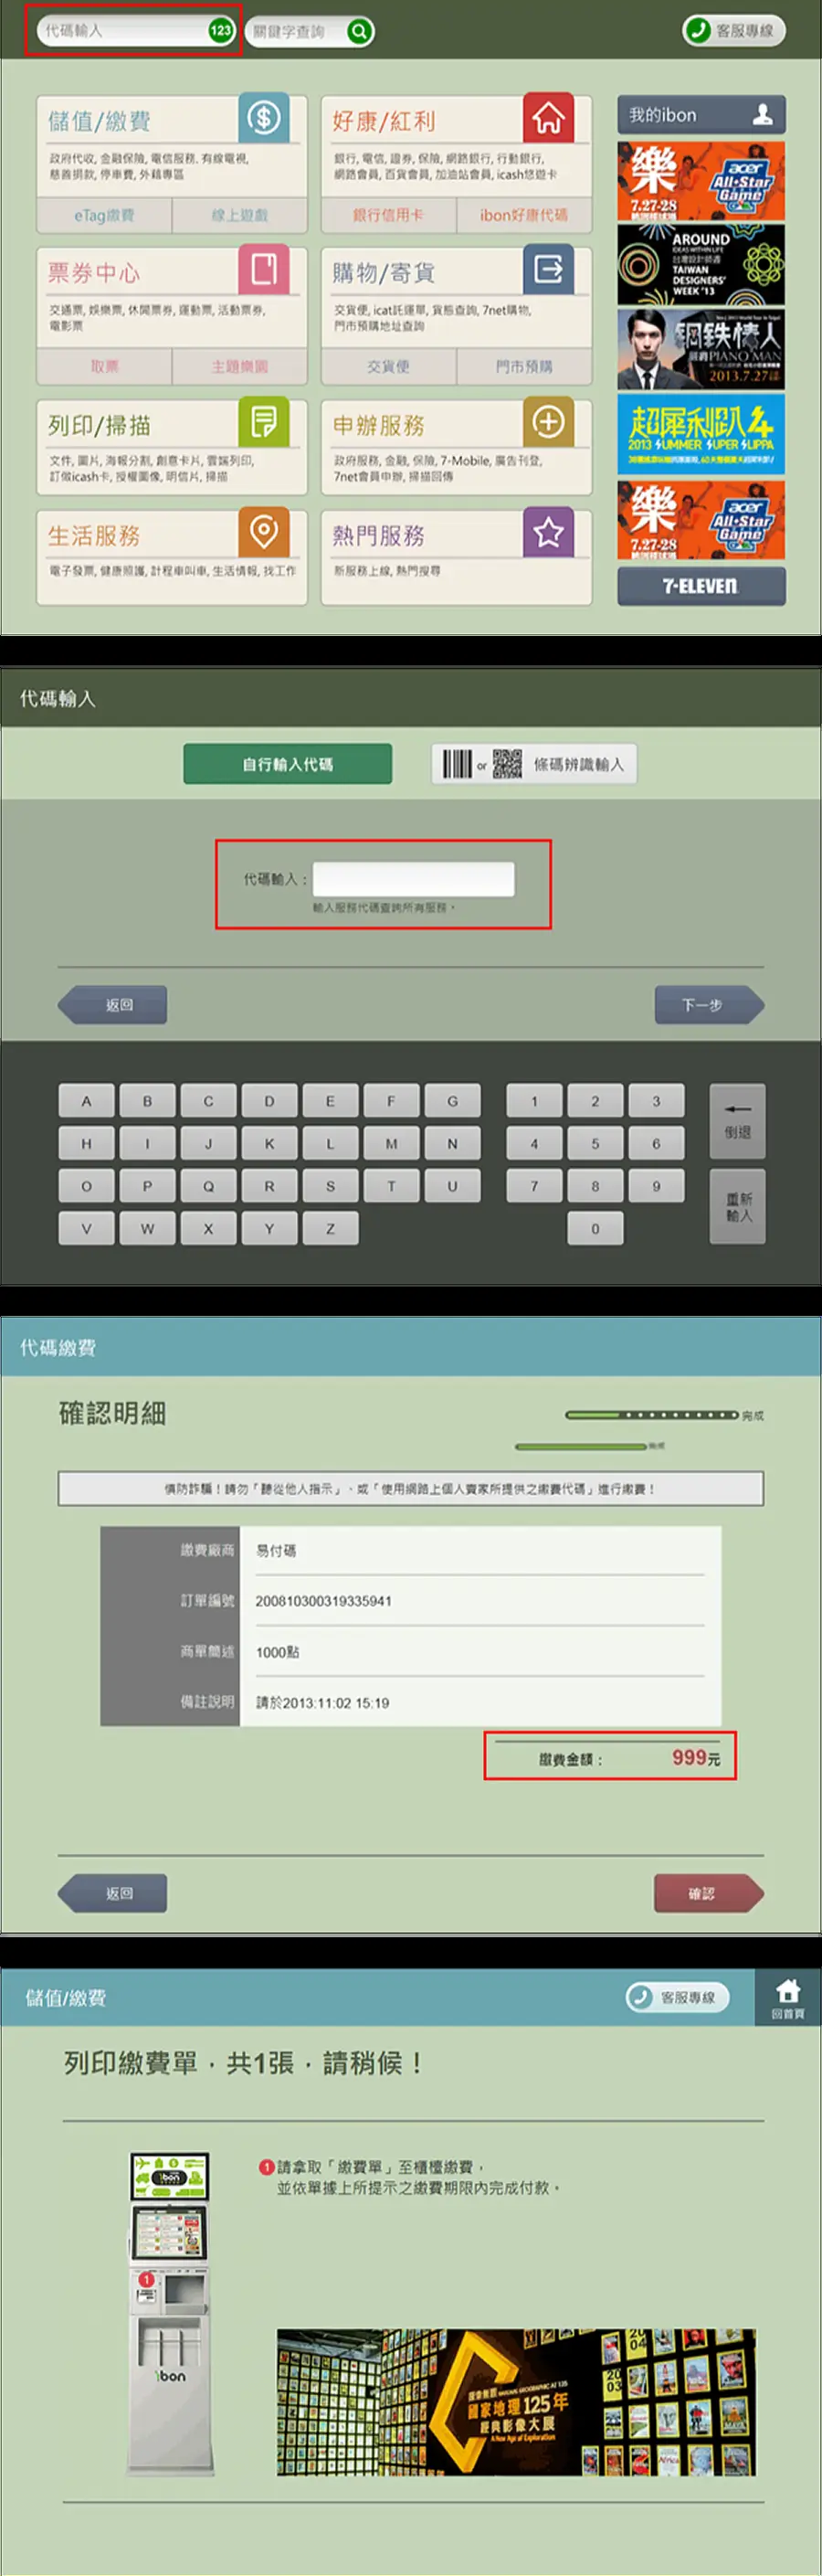 代碼輸入 123 關鍵字查詢 客服專線
儲值/繳費
政府代收, 金融保險, 電信服務, 有線電視,
慈善捐款, 停車費, 外籍專區
eTag繳費 線上遊戲
好康/紅利
銀行, 電信, 證券, 保險, 網路銀行, 行動銀行,
網路會員, 百貨會員, 加油站會員, icash悠遊卡
銀行信用卡 ibon好康代碼
票券中心
交通票, 娛樂票, 休閒票券, 運動票, 活動票券,
電影票
取票 主題樂園
購物/寄貨
交貨便, icat託運單, 貨態查詢, 7net購物,
門市預購地址查詢
交貨便 門市預購
列印/掃描
文件, 圖片, 海報分割, 創意卡片, 雲端列印,
訂做icash卡, 授權圖像, 明信片, 掃描
申辦服務
政府服務, 金融, 保險, 7-Mobile, 廣告刊登,
7net會員申辦, 掃描回傳
生活服務
電子發票, 健康照護, 計程車叫車, 生活情報, 找工作
熱門服務
新服務上線, 熱門搜尋
我的ibon
樂
acer
All-Star
Game
7.27-28
AROUND
IDEAS WITHIN LIFE
台灣設計師週
TAIWAN
DESIGNERS'
WEEK '13
鋼鉄情人
PIANO MAN
2013.7.27
超犀利趴4
2013 SUMMER SUPER SLIPPA
樂
acer
All-Star
Game
7.27-28
7-ELEVEN
代碼輸入
自行輸入代碼 or 條碼辨識輸入
代碼輸入：
輸入服務代碼查詢所有服務。
返回 下一步
A B C D E F G 1 2 3
倒退
H I J K L M N 4 5 6
O P Q R S T U 7 8 9
重新
輸入
V W X Y Z 0
代碼繳費
確認明細
完成
完成
慎防詐騙！請勿「聽從他人指示」、或「使用網路上個人賣家所提供之繳費代碼」進行繳費！
繳費廠商 易付碼
訂單編號 200810300319335941
商單簡述 1000點
備註說明 請於2013:11:02 15:19
繳費金額： 999元
返回 確認
儲值/繳費 客服專線
回首頁
列印繳費單，共1張，請稍候！
1 請拿取「繳費單」至櫃檯繳費，
並依單據上所提示之繳費期限內完成付款。
ibon
1
ibon
探索無限 NATIONAL GEOGRAPHIC AT 125
國家地理125年
經典影像大展
A New Age of Exploration